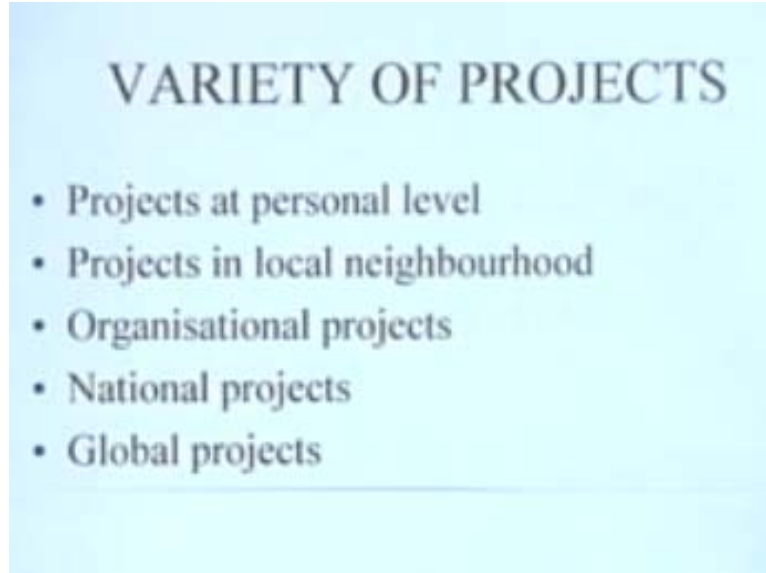 VARIETY OF PROJECTS
• Projects at personal level
• Projects in local neighbourhood
• Organisational projects
• National projects
• Global projects